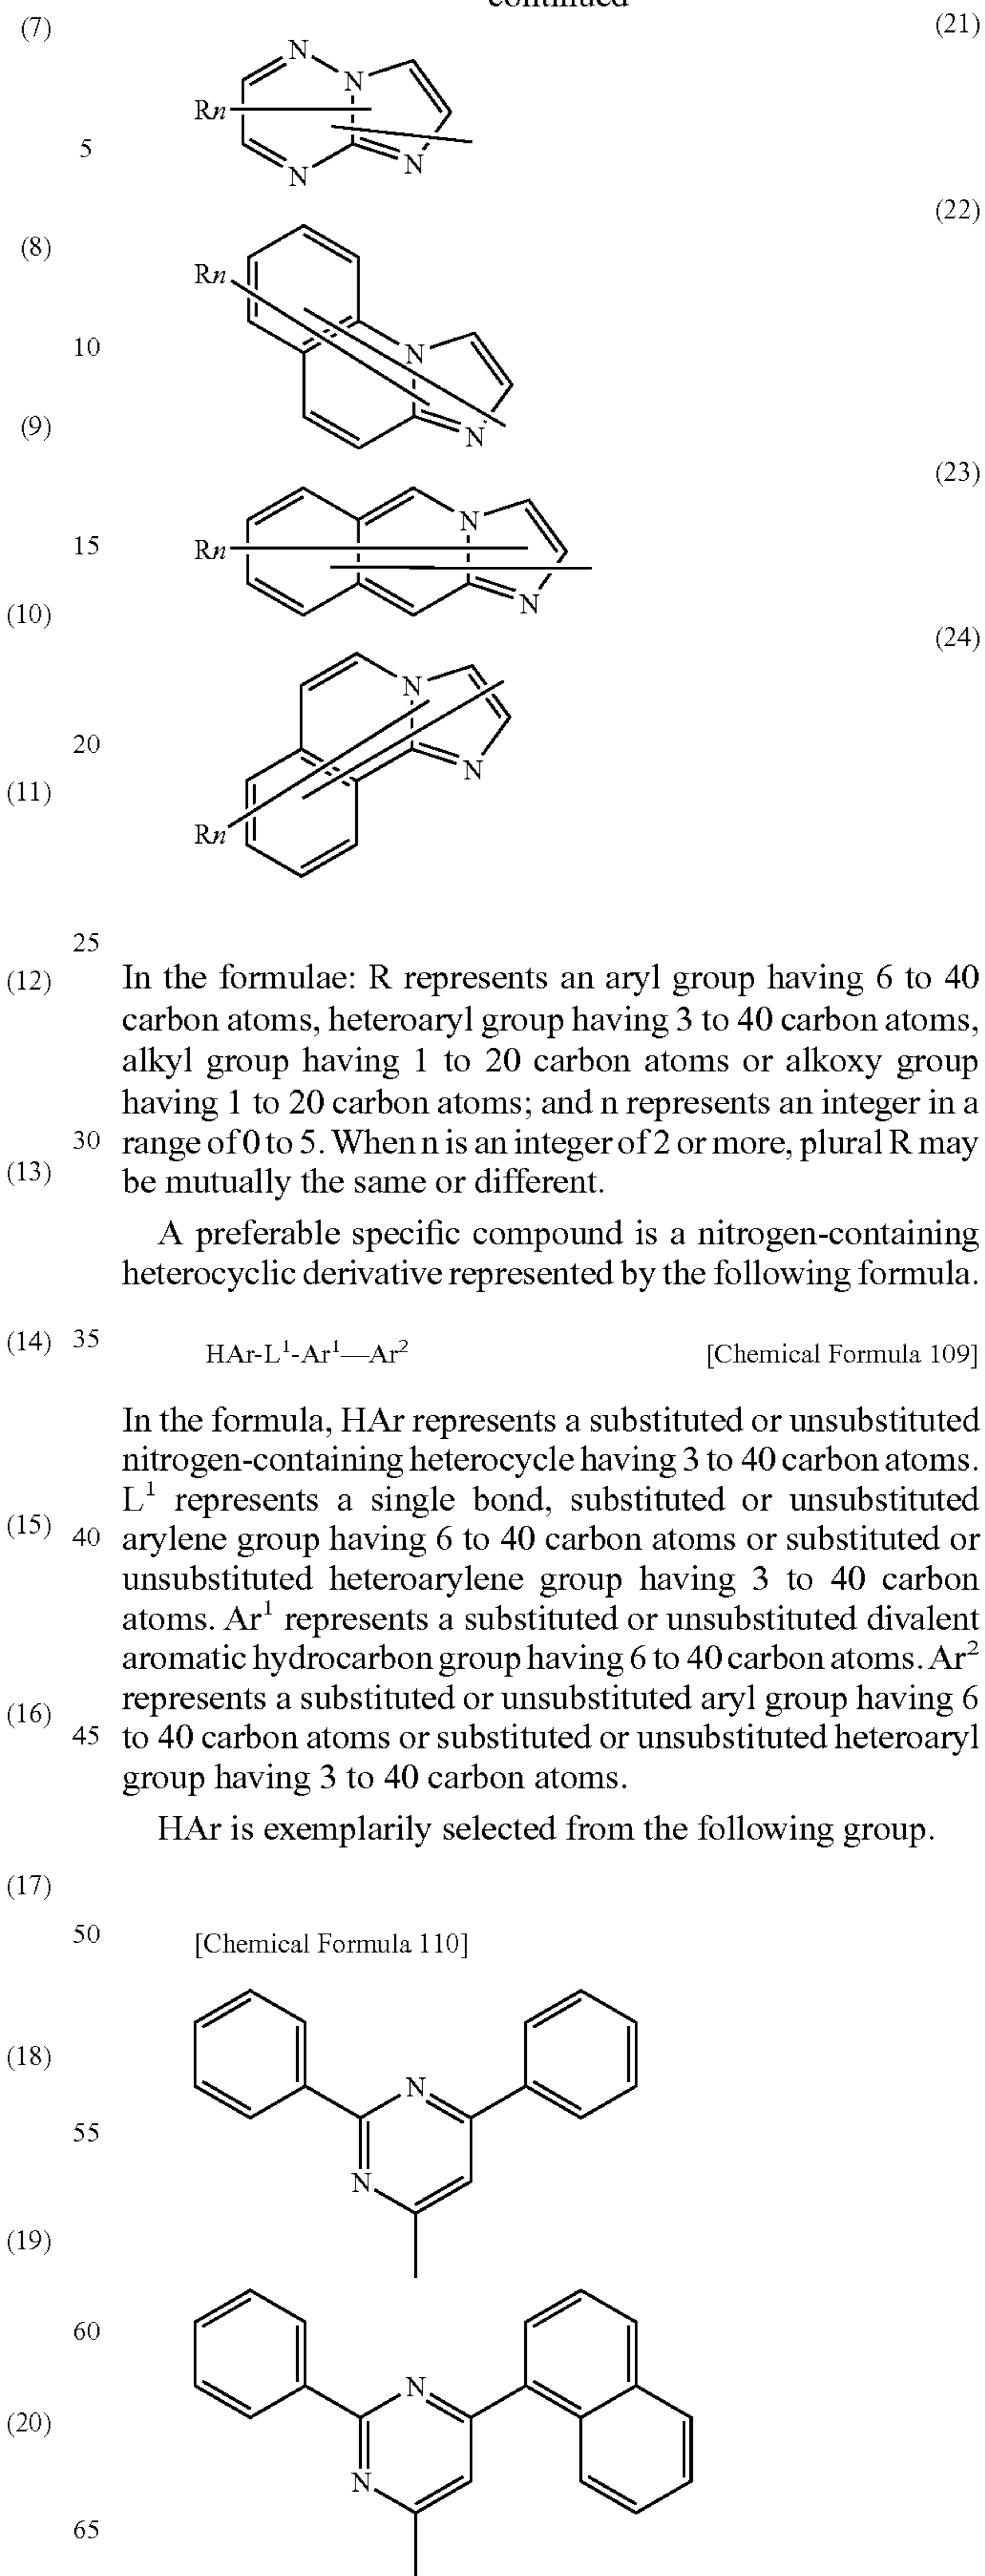 -continued
(7)
(21)
N
N
Rn
5
N
N
(22)
(8)
Rn
10
N
(9)
N
(23)
N
15
Rn
N
(10)
(24)
N
20
N
(11)
Rn
25
(12)
In the formulae: R represents an aryl group having 6 to 40
carbon atoms, heteroaryl group having 3 to 40 carbon atoms,
alkyl group having 1 to 20 carbon atoms or alkoxy group
having 1 to 20 carbon atoms; and n represents an integer in a
30 range of 0 to 5. When n is an integer of 2 or more, plural R may
(13)
be mutually the same or different.
A preferable specific compound is a nitrogen-containing
heterocyclic derivative represented by the following formula.
(14) 35
HAr-L¹-Ar¹—Ar² [Chemical Formula 109]
In the formula, HAr represents a substituted or unsubstituted
nitrogen-containing heterocycle having 3 to 40 carbon atoms.
L¹ represents a single bond, substituted or unsubstituted
(15)
40 arylene group having 6 to 40 carbon atoms or substituted or
unsubstituted heteroarylene group having 3 to 40 carbon
atoms. Ar¹ represents a substituted or unsubstituted divalent
aromatic hydrocarbon group having 6 to 40 carbon atoms. Ar²
represents a substituted or unsubstituted aryl group having 6
(16)
45 to 40 carbon atoms or substituted or unsubstituted heteroaryl
group having 3 to 40 carbon atoms.
HAr is exemplarily selected from the following group.
(17)
50
[Chemical Formula 110]
(18)
N
55
N
(19)
60
N
(20)
N
65